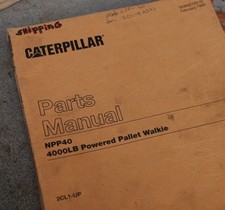 shipping
CATERPILLAR
Parts
Manual
NPP40
4000LB Powered Pallet Walkie
2CL1-UP